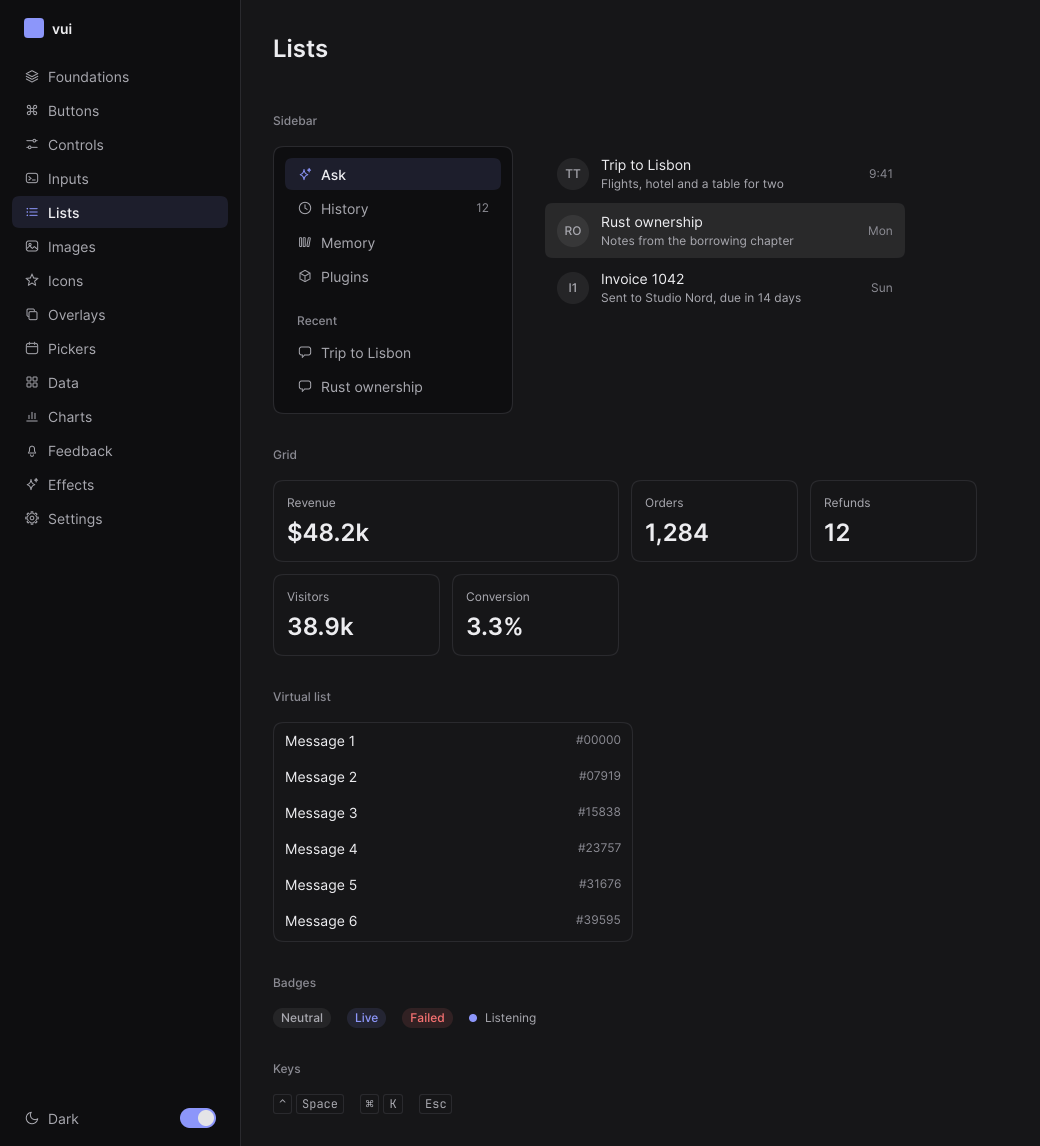 vui
Foundations
Buttons
Controls
Inputs
Lists
Images
Icons
Overlays
Pickers
Data
Charts
Feedback
Effects
Settings
Dark
Lists
Sidebar
Ask
History 12
Memory
Plugins
Recent
Trip to Lisbon
Rust ownership
TT Trip to Lisbon 9:41
Flights, hotel and a table for two
RO Rust ownership Mon
Notes from the borrowing chapter
I1 Invoice 1042 Sun
Sent to Studio Nord, due in 14 days
Grid
Revenue
$48.2k
Orders
1,284
Refunds
12
Visitors
38.9k
Conversion
3.3%
Virtual list
Message 1 #00000
Message 2 #07919
Message 3 #15838
Message 4 #23757
Message 5 #31676
Message 6 #39595
Badges
Neutral Live Failed Listening
Keys
^ Space ⌘ K Esc